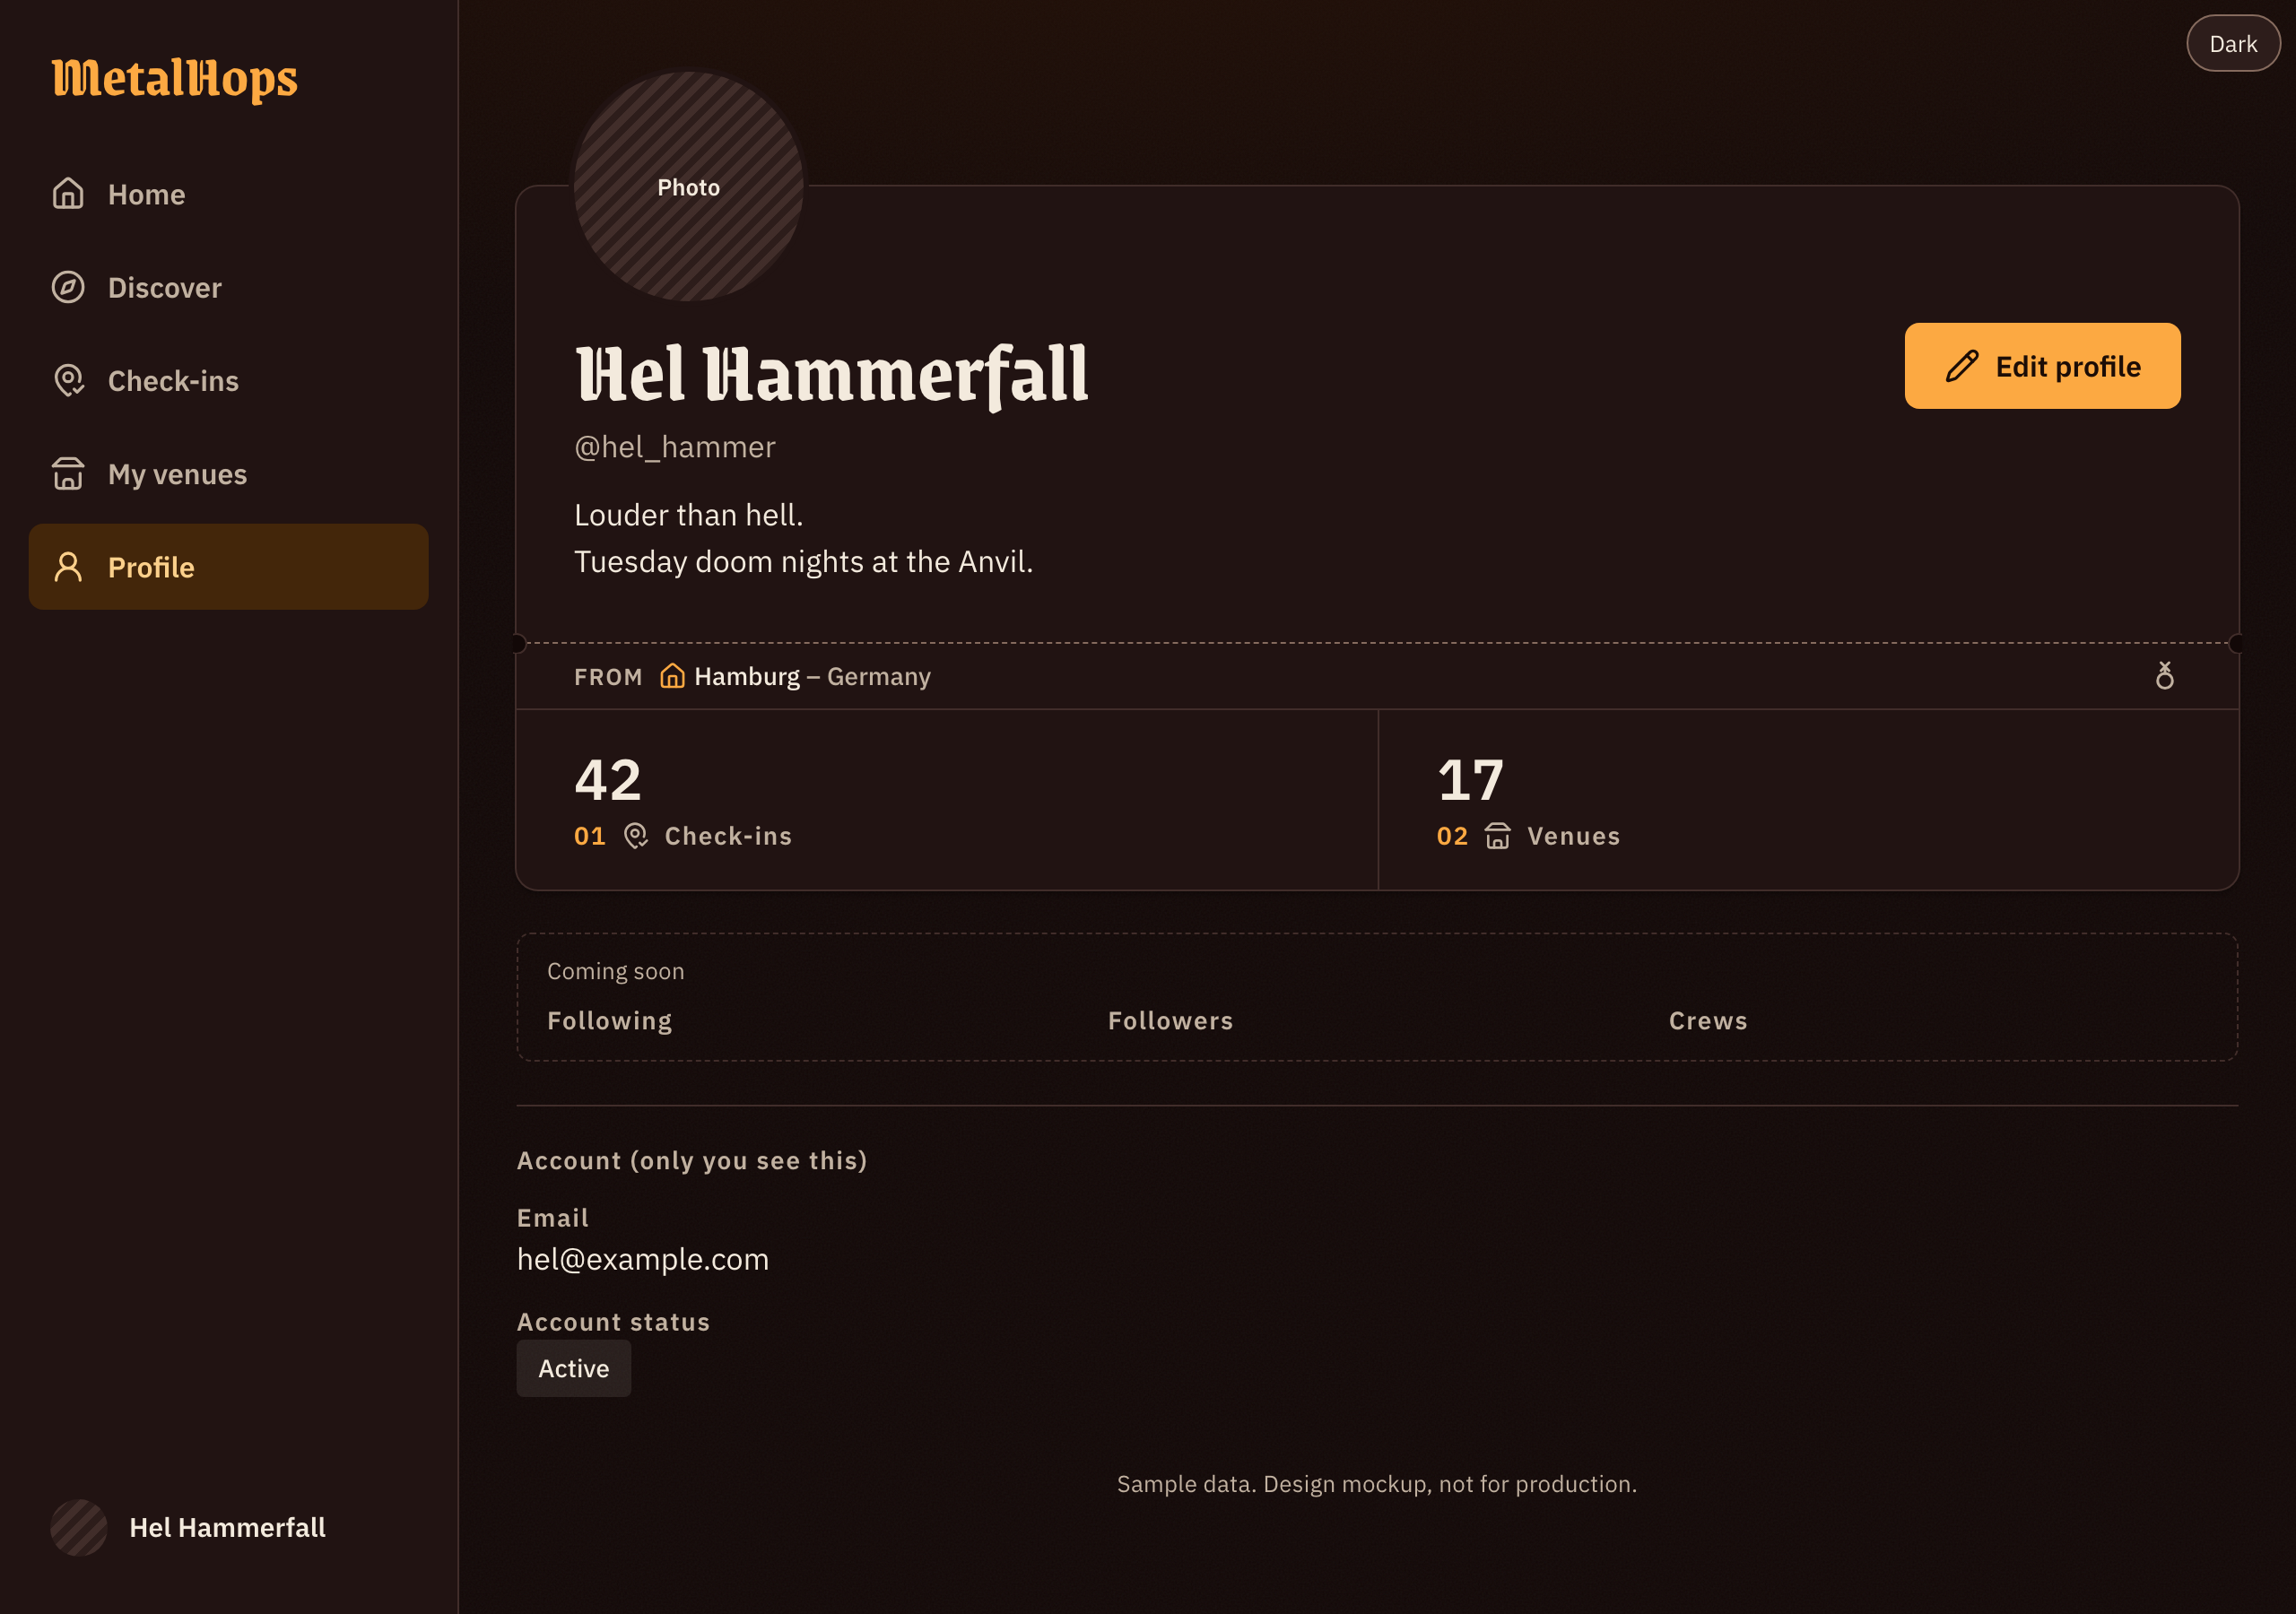 MetalHops
Home
Discover
Check-ins
My venues
Profile
Hel Hammerfall
Dark
Photo
Hel Hammerfall
Edit profile
@hel_hammer
Louder than hell.
Tuesday doom nights at the Anvil.
FROM Hamburg – Germany
42
01 Check-ins
17
02 Venues
Coming soon
Following Followers Crews
Account (only you see this)
Email
hel@example.com
Account status
Active
Sample data. Design mockup, not for production.